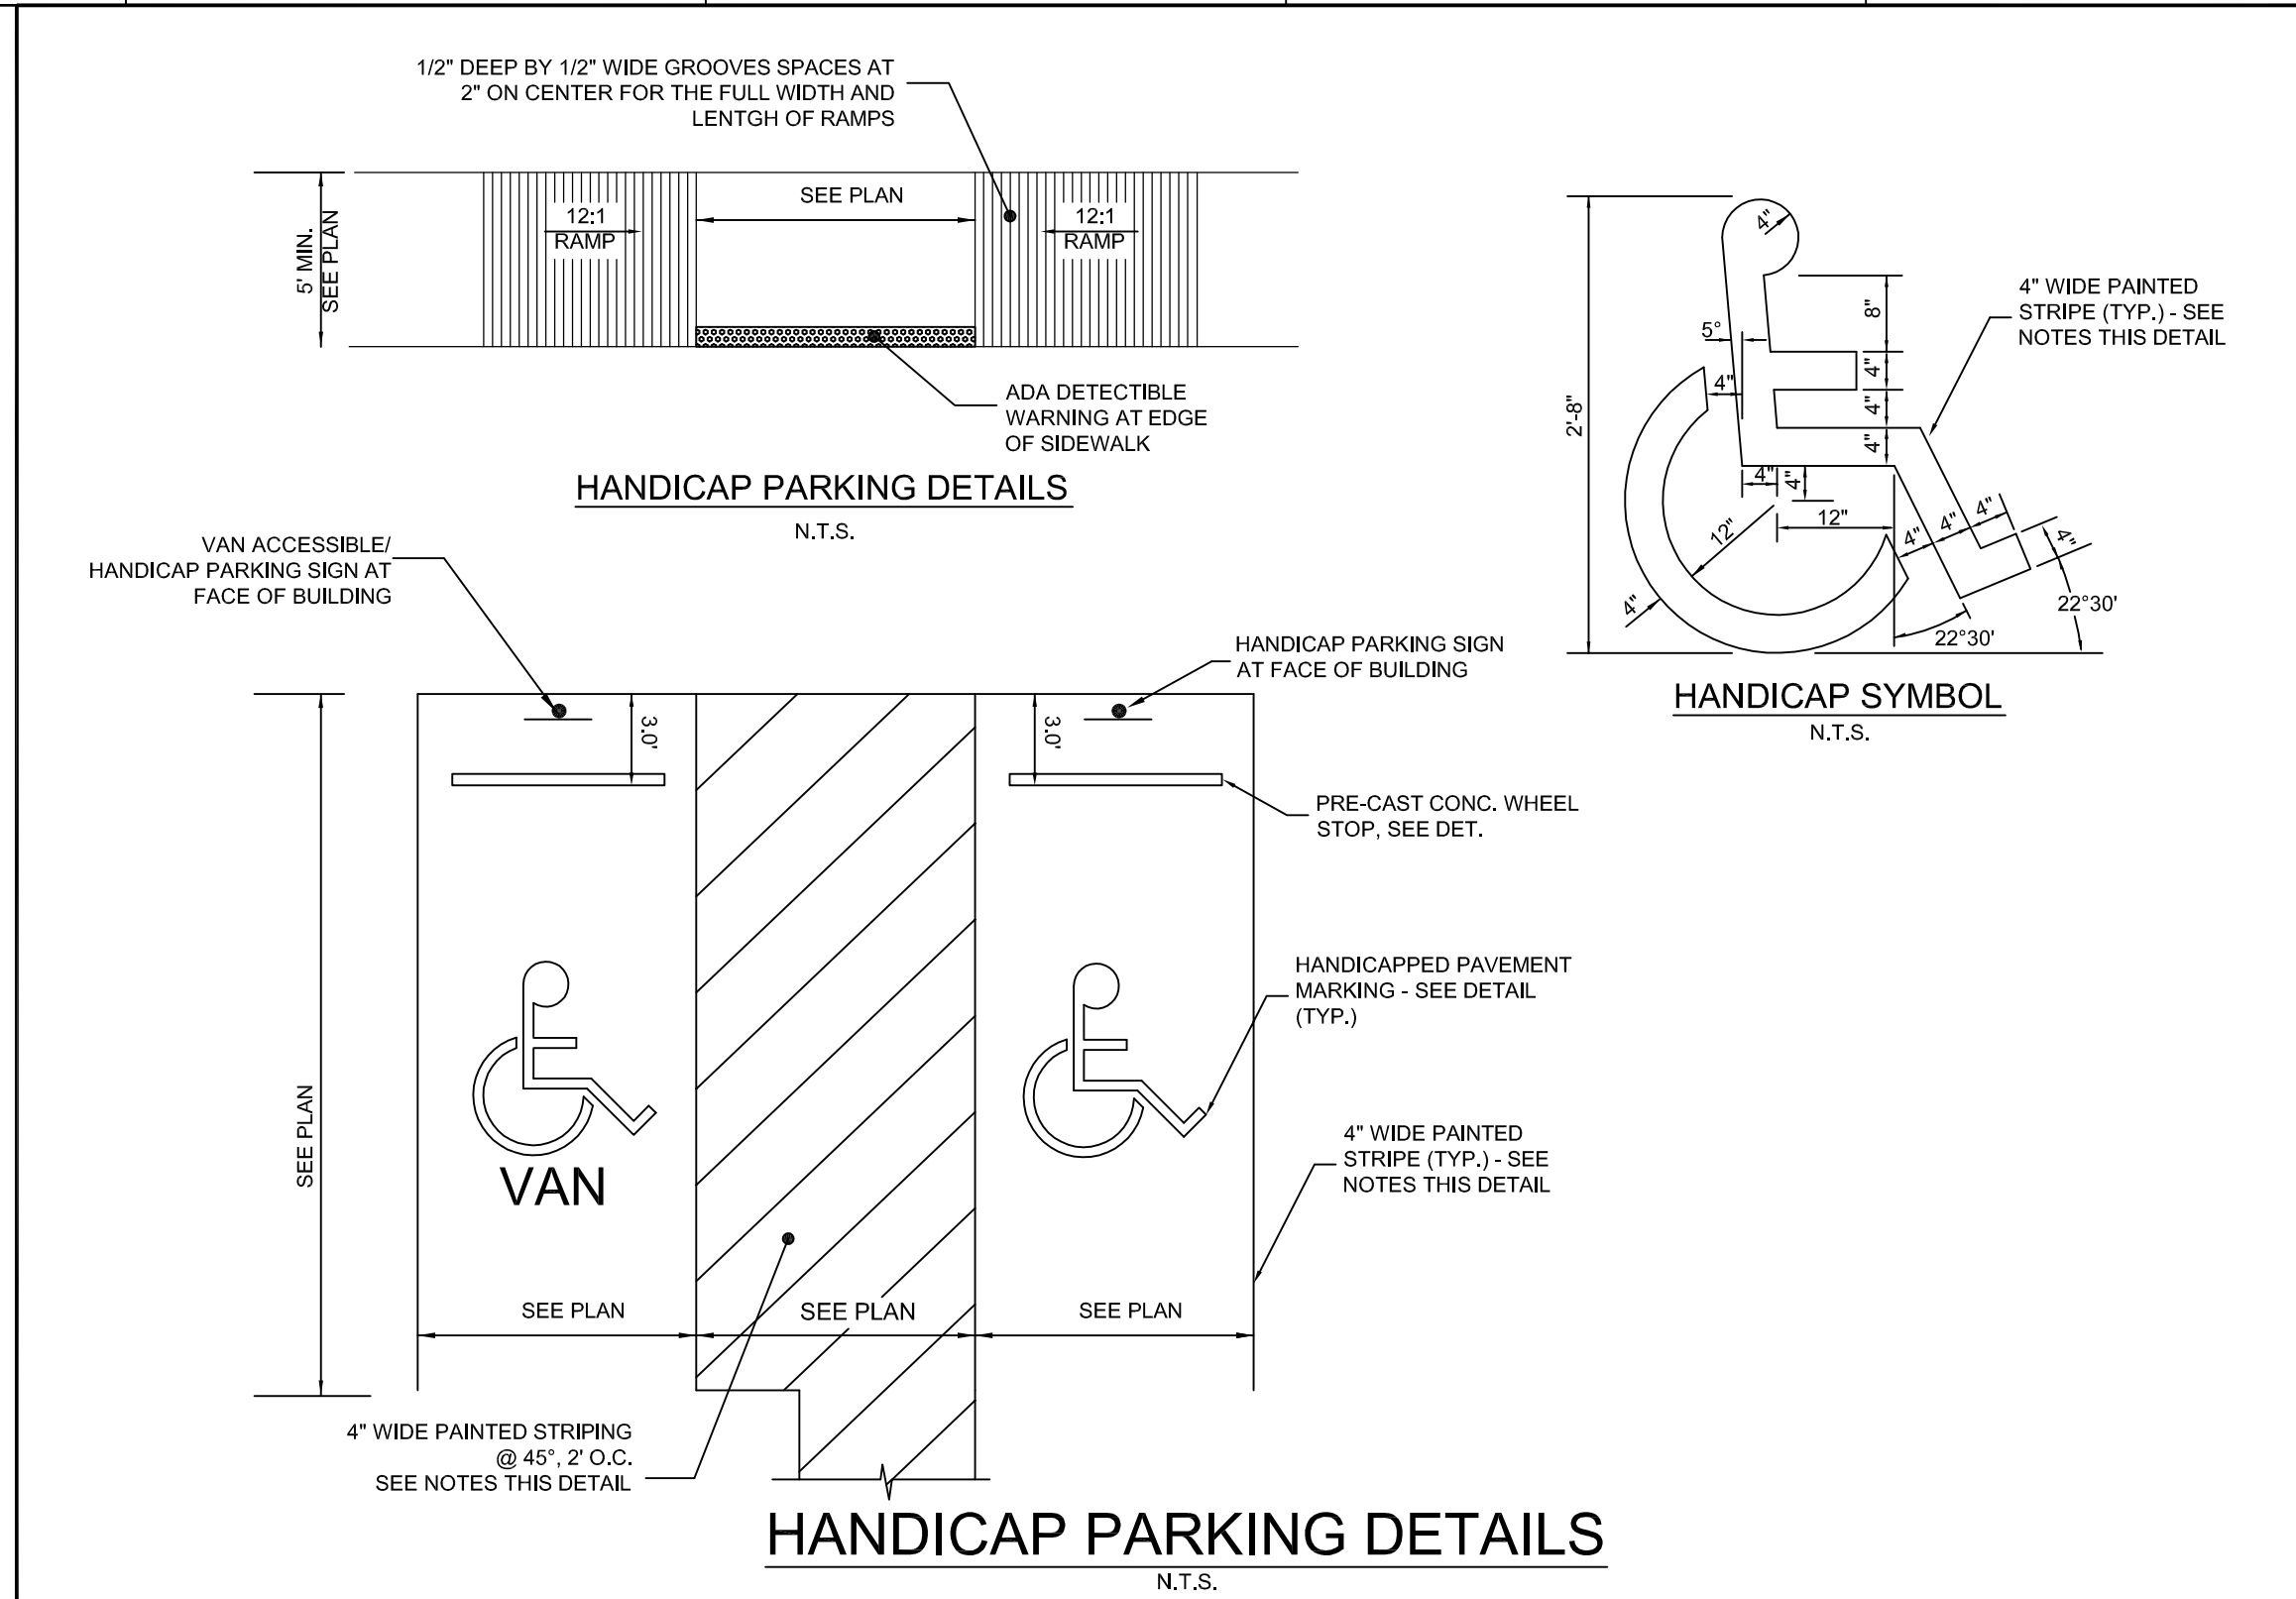 1/2" DEEP BY 1/2" WIDE GROOVES SPACES AT
2" ON CENTER FOR THE FULL WIDTH AND
LENTGH OF RAMPS
5' MIN.
SEE PLAN
12:1
RAMP
SEE PLAN
12:1
RAMP
ADA DETECTIBLE
WARNING AT EDGE
OF SIDEWALK
HANDICAP PARKING DETAILS
N.T.S.
2'-8"
4"
8"
5°
4"
4"
4"
4"
4"
4"
12"
12"
4"
4"
4"
4"
4"
22°30'
22°30'
4" WIDE PAINTED
STRIPE (TYP.) - SEE
NOTES THIS DETAIL
HANDICAP SYMBOL
N.T.S.
VAN ACCESSIBLE/
HANDICAP PARKING SIGN AT
FACE OF BUILDING
HANDICAP PARKING SIGN
AT FACE OF BUILDING
3.0'
3.0'
PRE-CAST CONC. WHEEL
STOP, SEE DET.
HANDICAPPED PAVEMENT
MARKING - SEE DETAIL
(TYP.)
SEE PLAN
VAN
4" WIDE PAINTED
STRIPE (TYP.) - SEE
NOTES THIS DETAIL
SEE PLAN
SEE PLAN
SEE PLAN
4" WIDE PAINTED STRIPING
@ 45°, 2' O.C.
SEE NOTES THIS DETAIL
HANDICAP PARKING DETAILS
N.T.S.